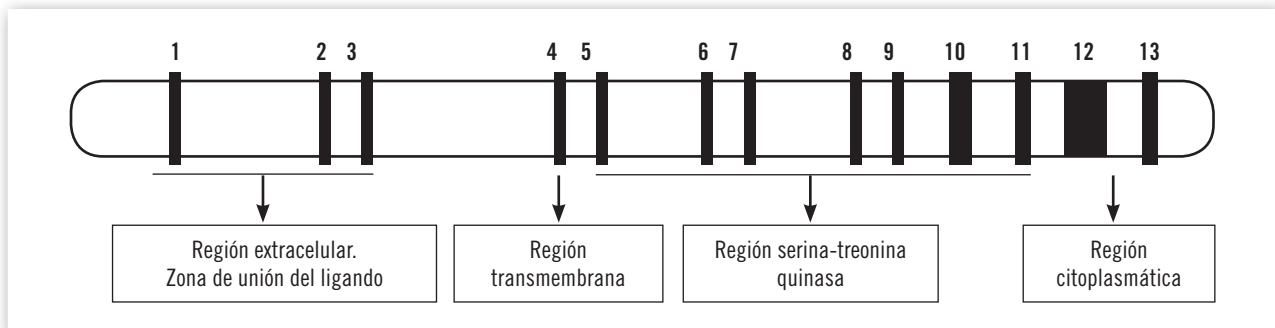 1 2 3 4 5 6 7 8 9 10 11 12 13
Región extracelular.
Zona de unión del ligando
Región
transmembrana
Región serina-treonina
quinasa
Región
citoplasmática